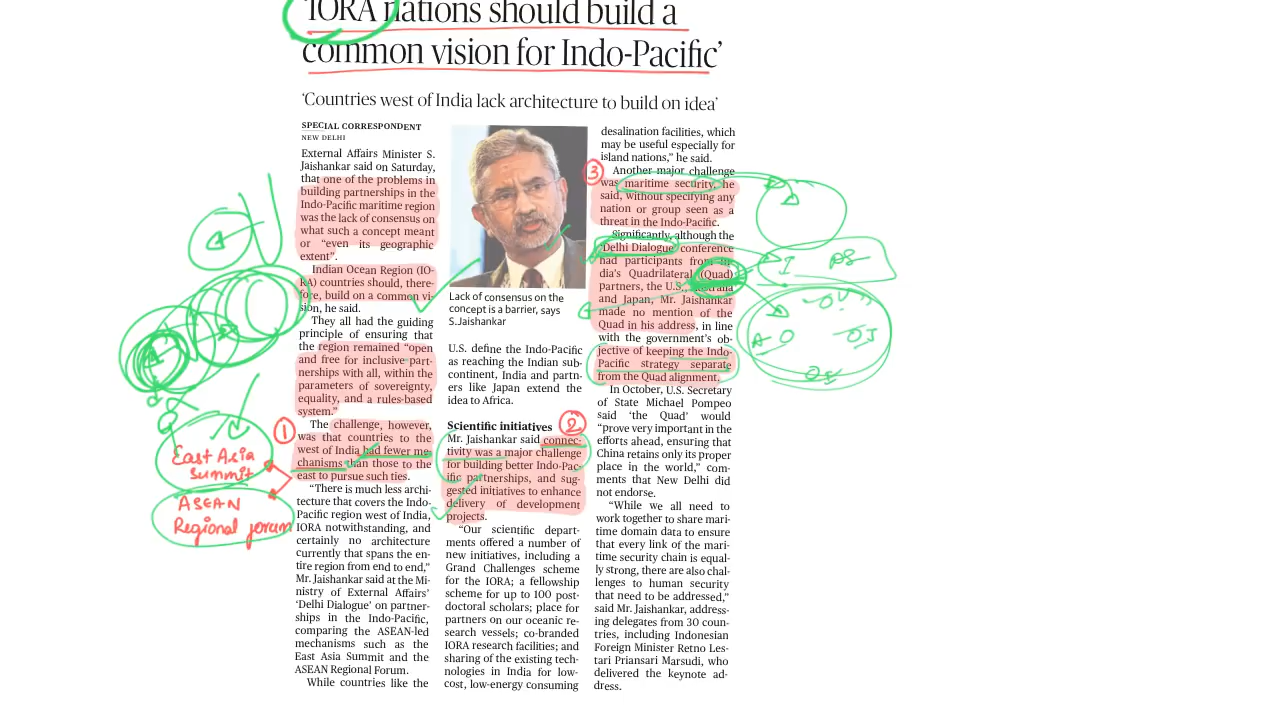 'IORA nations should build a
common vision for Indo-Pacific'
'Countries west of India lack architecture to build on idea'
SPECIAL CORRESPONDENT
NEW DELHI
External Affairs Minister S.
Jaishankar said on Saturday,
that one of the problems in
building partnerships in the
Indo-Pacific maritime region
was the lack of consensus on
what such a concept meant
or "even its geographic
extent".
Indian Ocean Region (IO-
RA) countries should, there-
fore, build on a common vi-
sion, he said.
They all had the guiding
principle of ensuring that
the region remained "open
and free for inclusive part-
nerships with all, within the
parameters of sovereignty,
equality, and a rules-based
system."
The challenge, however,
was that countries to the
west of India had fewer me-
chanisms than those to the
east to pursue such ties.
"There is much less archi-
tecture that covers the Indo-
Pacific region west of India,
IORA notwithstanding, and
certainly no architecture
currently that spans the en-
tire region from end to end,"
Mr. Jaishankar said at the Mi-
nistry of External Affairs'
'Delhi Dialogue' on partner-
ships in the Indo-Pacific,
comparing the ASEAN-led
mechanisms such as the
East Asia Summit and the
ASEAN Regional Forum.
While countries like the
Lack of consensus on the
concept is a barrier, says
S.Jaishankar
U.S. define the Indo-Pacific
as reaching the Indian sub-
continent, India and partn-
ers like Japan extend the
idea to Africa.
Scientific initiatives
Mr. Jaishankar said connec-
tivity was a major challenge
for building better Indo-Pac-
ific partnerships, and sug-
gested initiatives to enhance
delivery of development
projects.
"Our scientific depart-
ments offered a number of
new initiatives, including a
Grand Challenges scheme
for the IORA; a fellowship
scheme for up to 100 post-
doctoral scholars; place for
partners on our oceanic re-
search vessels; co-branded
IORA research facilities; and
sharing of the existing tech-
nologies in India for low-
cost, low-energy consuming
desalination facilities, which
may be useful especially for
island nations," he said.
Another major challenge
was maritime security, he
said, without specifying any
nation or group seen as a
threat in the Indo-Pacific.
Significantly, although the
'Delhi Dialogue' conference
had participants from In-
dia's Quadrilateral (Quad)
partners, the U.S., Australia
and Japan, Mr. Jaishankar
made no mention of the
Quad in his address, in line
with the government's ob-
jective of keeping the Indo-
Pacific strategy separate
from the Quad alignment.
In October, U.S. Secretary
of State Michael Pompeo
said 'the Quad' would
"prove very important in the
efforts ahead, ensuring that
China retains only its proper
place in the world," com-
ments that New Delhi did
not endorse.
"While we all need to
work together to share mari-
time domain data to ensure
that every link of the mari-
time security chain is equal-
ly strong, there are also chal-
lenges to human security
that need to be addressed,"
said Mr. Jaishankar, address-
ing delegates from 30 coun-
tries, including Indonesian
Foreign Minister Retno Les-
tari Priansari Marsudi, who
delivered the keynote ad-
dress.
1
East Asia
Summit
ASEAN
Regional forum
2
3